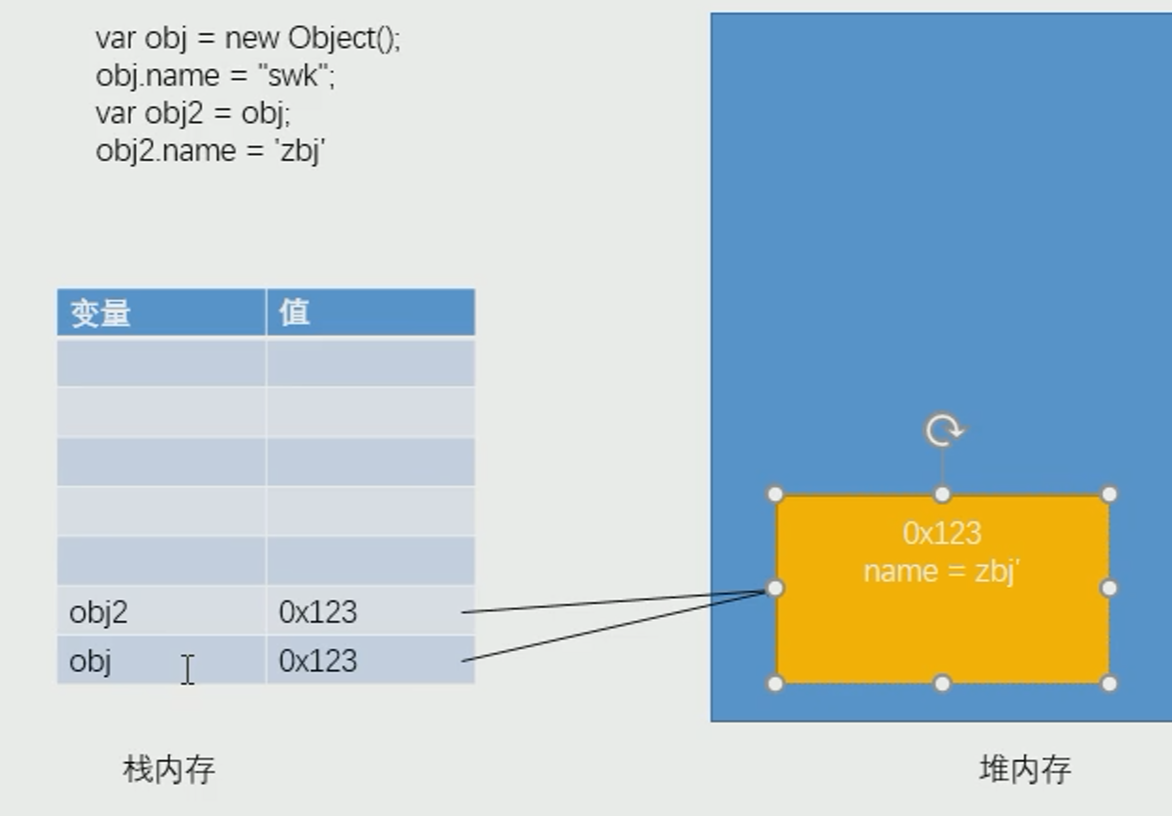 var obj = new Object();
obj.name = "swk";
var obj2 = obj;
obj2.name = 'zbj'
变量 值
obj2 0x123
obj 0x123
栈内存
0x123
name = zbj'
堆内存